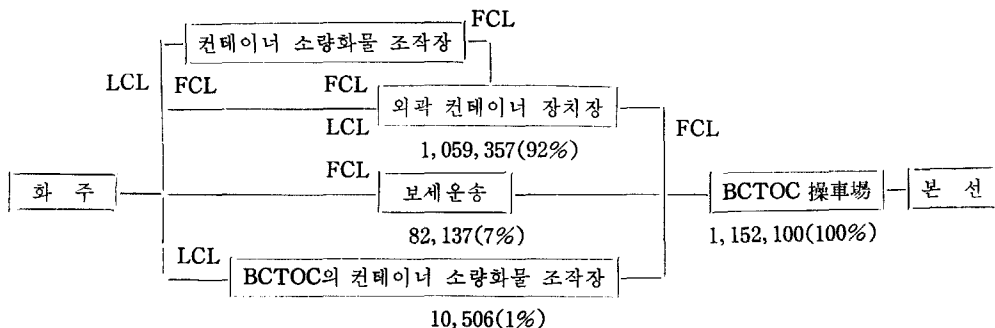 FCL
컨테이너 소량화물 조작장
LCL FCL FCL
외곽 컨테이너 장치장
LCL FCL
1,059,357(92%)
FCL
화 주 보세운송 BCTOC 操車場 본 선
82,137(7%) 1,152,100(100%)
LCL
BCTOC의 컨테이너 소량화물 조작장
10,506(1%)